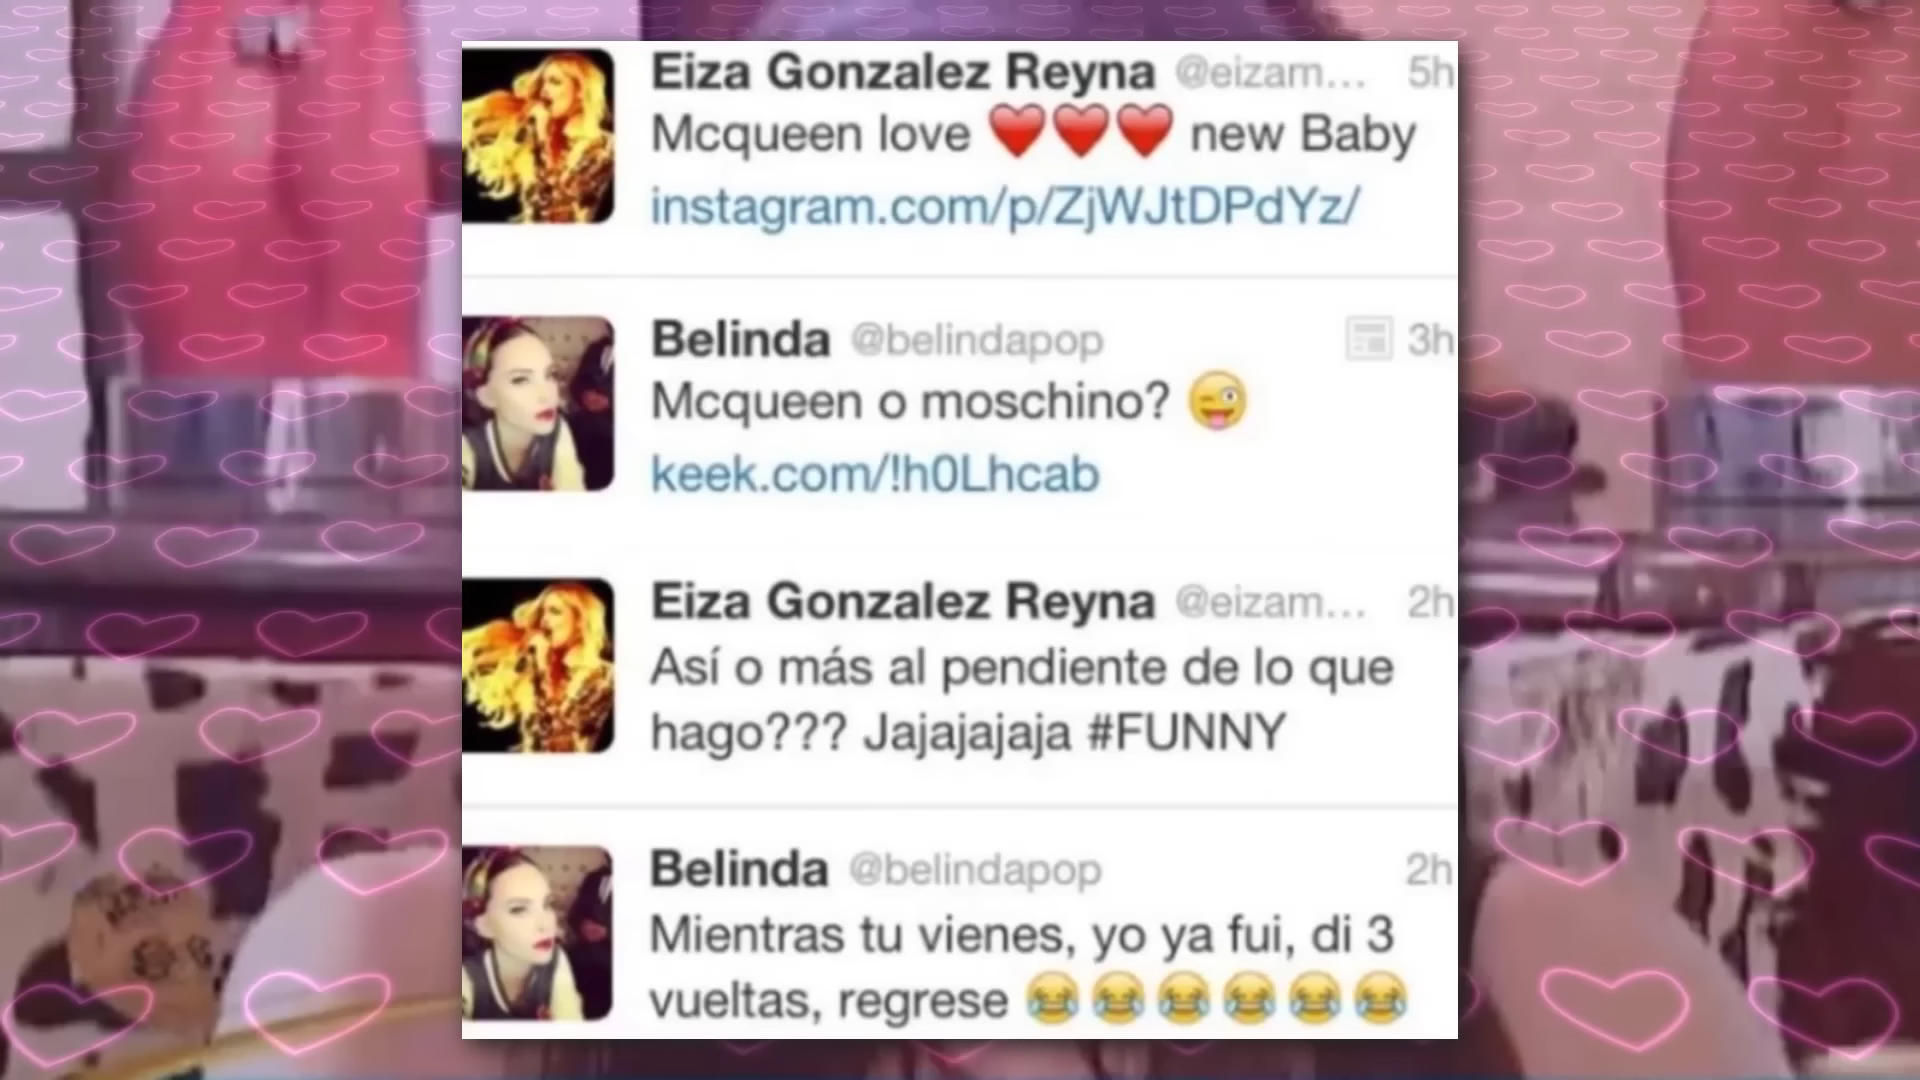 Eiza Gonzalez Reyna @eizam... 5h
Mcqueen love ❤️❤️❤️ new Baby
instagram.com/p/ZjWJtDPdYz/
Belinda @belindapop 3h
Mcqueen o moschino? 😜
keek.com/!h0Lhcab
Eiza Gonzalez Reyna @eizam... 2h
Así o más al pendiente de lo que
hago??? Jajajajaja #FUNNY
Belinda @belindapop 2h
Mientras tu vienes, yo ya fui, di 3
vueltas, regrese 😂😂😂😂😂😂